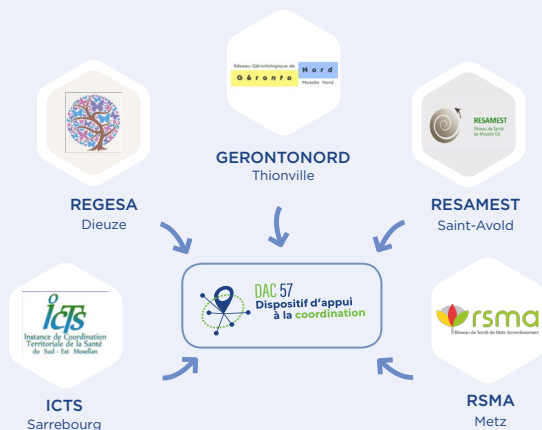 Réseau Gérontologique de
Géronto Nord
Moselle Nord
RESAMEST
Réseau de Santé
de Moselle Est
GERONTONORD
Thionville
REGESA
Dieuze
RESAMEST
Saint-Avold
DAC 57
Dispositif d'appui
à la coordination
icTs
Instance de Coordination
Territoriale de la Santé
du Sud - Est Mosellan
rsma
Réseau de Santé de Metz Arrondissement
ICTS
Sarrebourg
RSMA
Metz